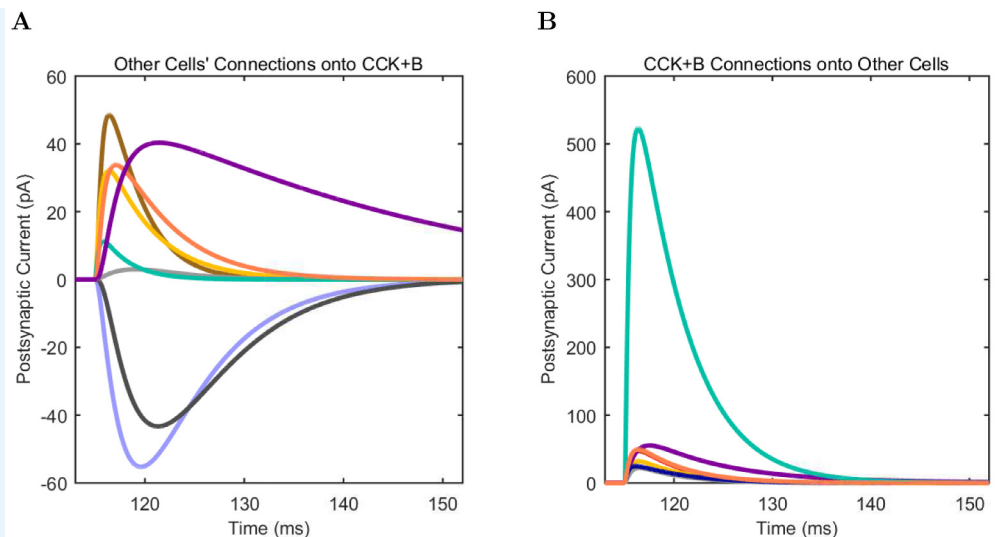 A
B
Other Cells' Connections onto CCK+B
CCK+B Connections onto Other Cells
60
40
20
0
-20
-40
-60
Postsynaptic Current (pA)
120
130
140
150
Time (ms)
600
500
400
300
200
100
0
Postsynaptic Current (pA)
120
130
140
150
Time (ms)